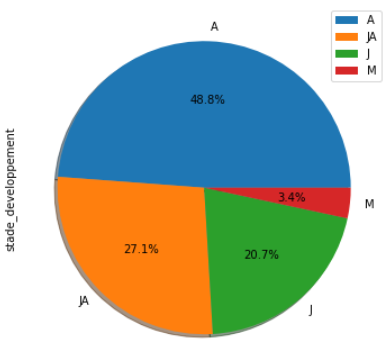 A
A
JA
J
M
48.8%
stade_developpement
3.4%
M
27.1%
20.7%
JA
J